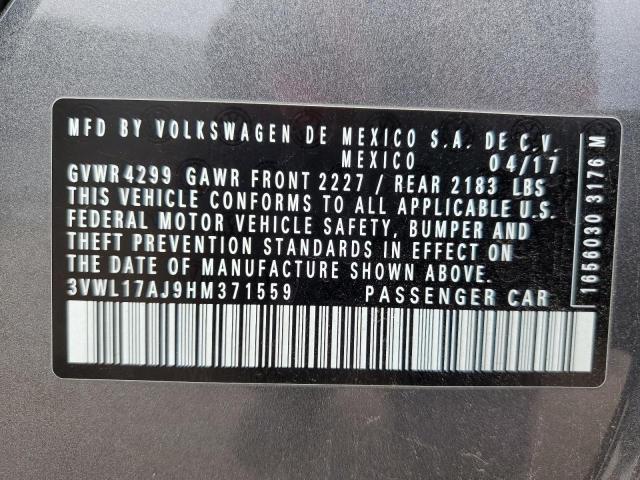 MFD BY VOLKSWAGEN DE MEXICO S.A. DE C.V.
MEXICO 04/17
GVWR 4299 GAWR FRONT 2227 / REAR 2183 LBS
THIS VEHICLE CONFORMS TO ALL APPLICABLE U.S.
FEDERAL MOTOR VEHICLE SAFETY, BUMPER AND
THEFT PREVENTION STANDARDS IN EFFECT ON
THE DATE OF MANUFACTURE SHOWN ABOVE.
3VWL17AJ9HM371559 PASSENGER CAR
1656030 3176 M